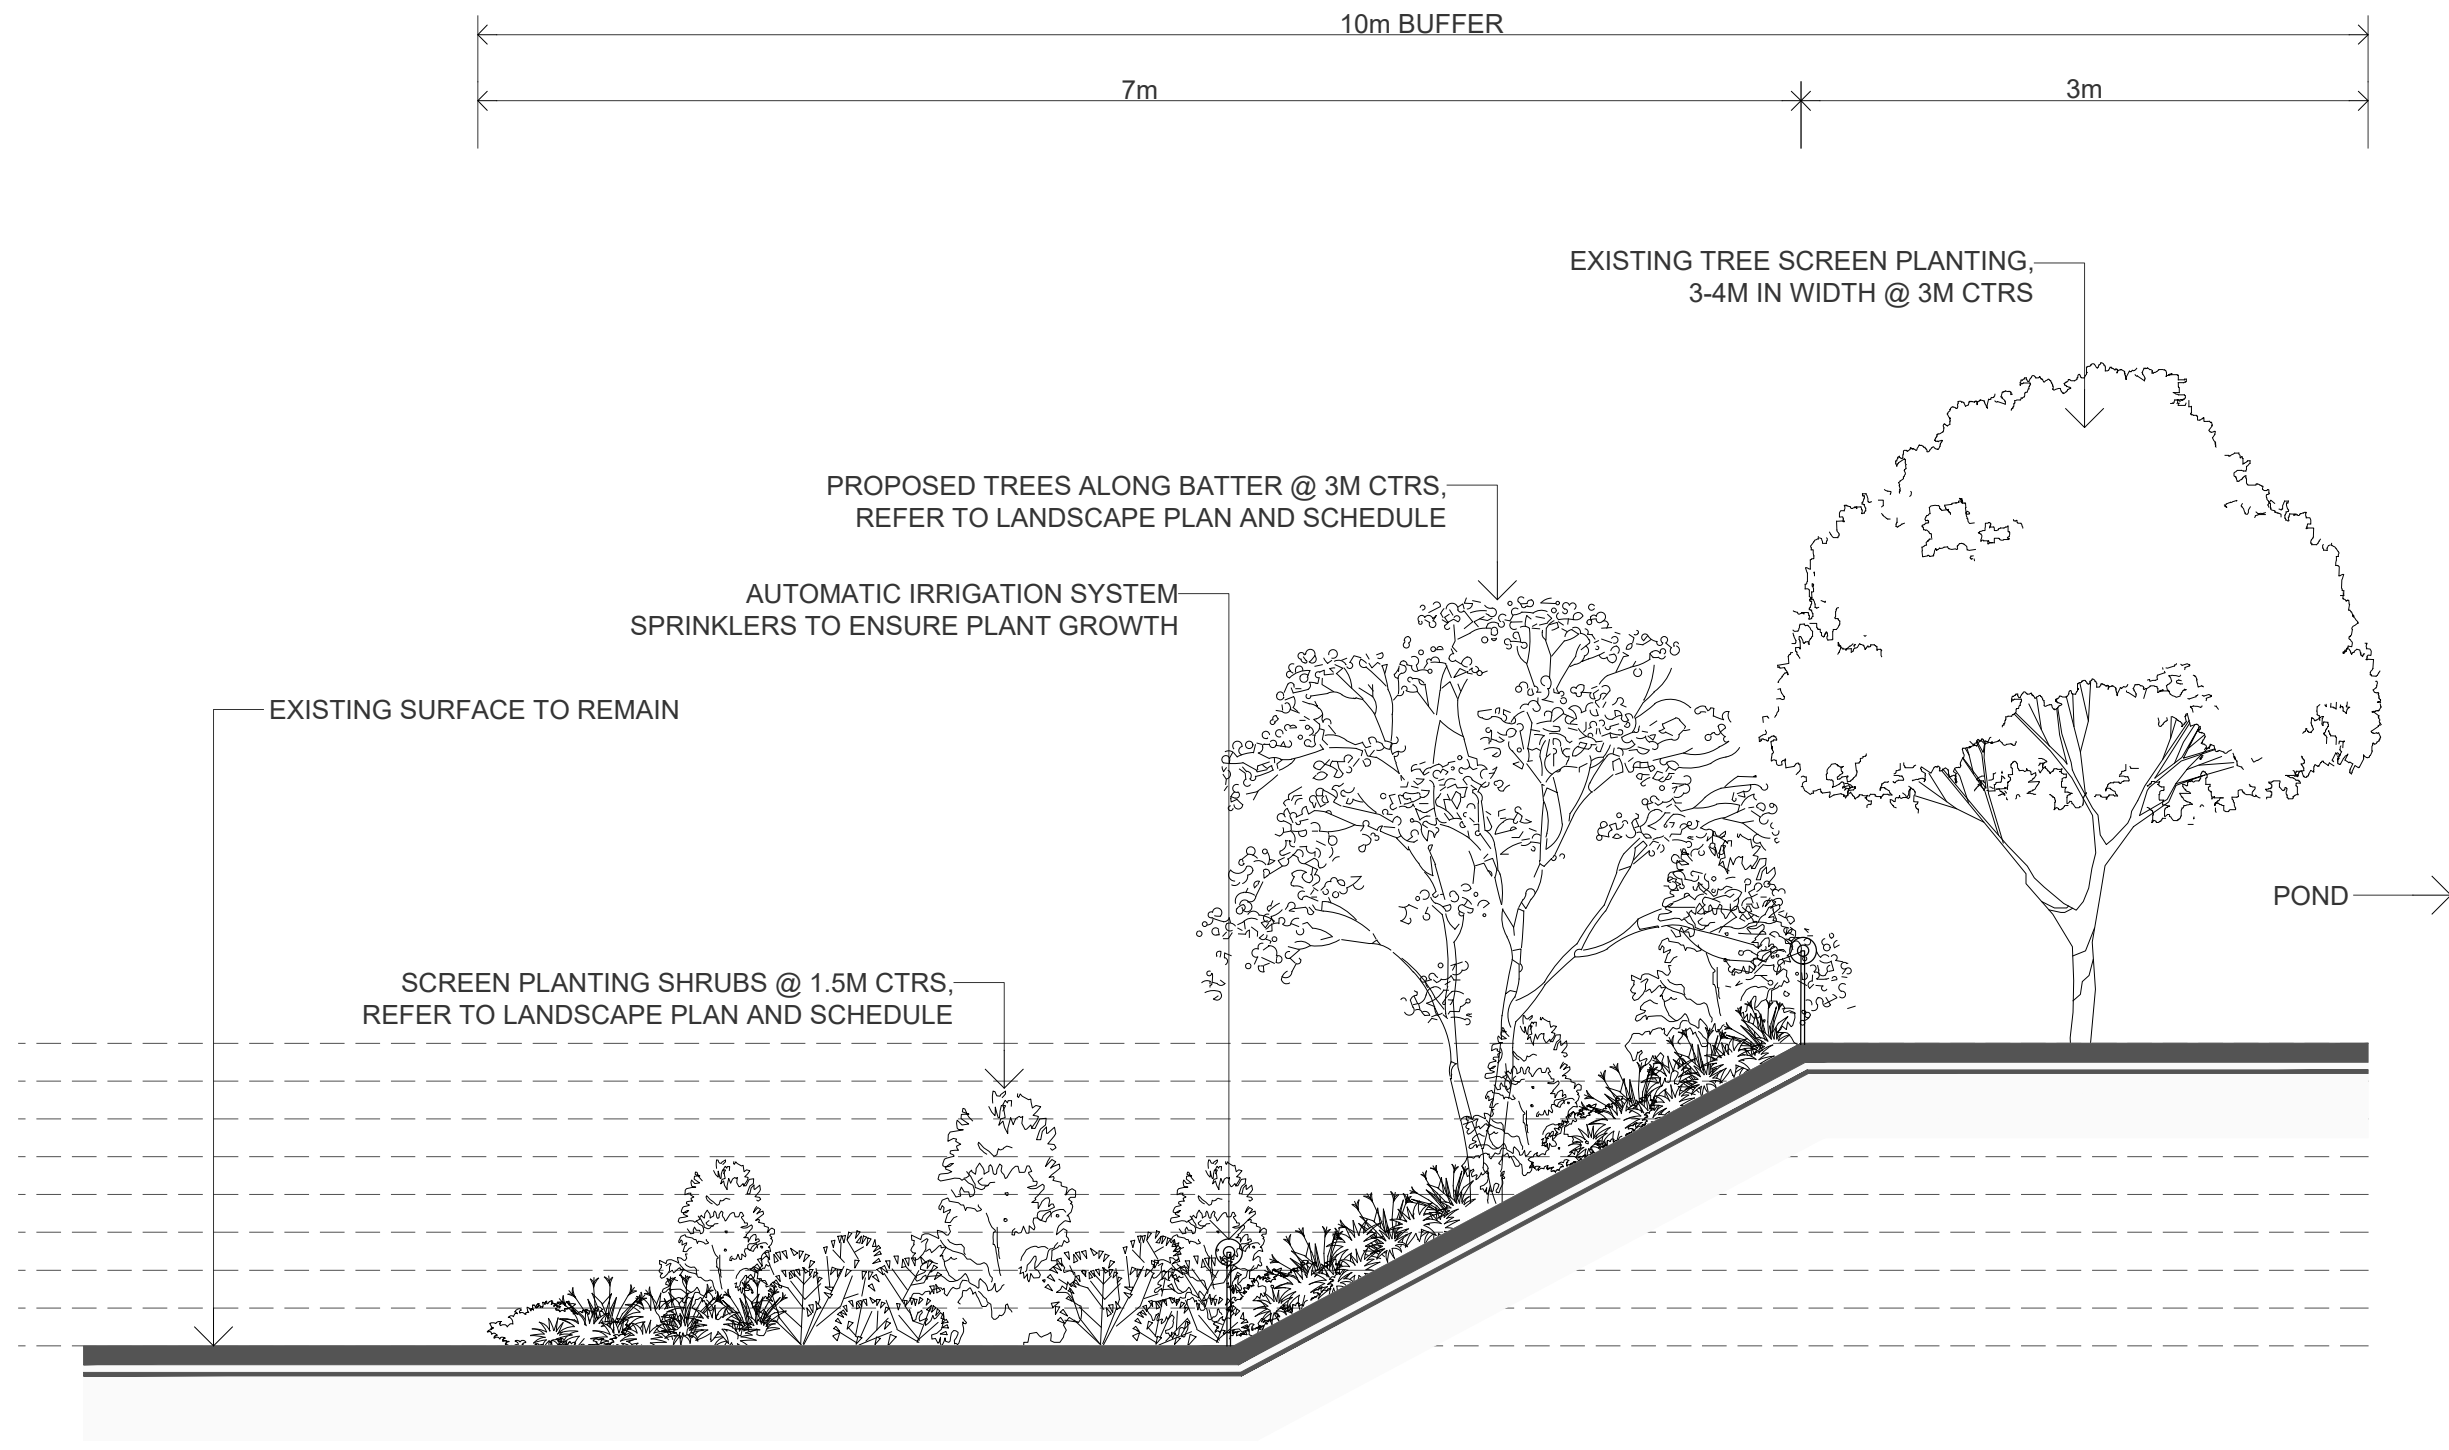 10m BUFFER
7m
3m
EXISTING TREE SCREEN PLANTING,
3-4M IN WIDTH @ 3M CTRS
PROPOSED TREES ALONG BATTER @ 3M CTRS,
REFER TO LANDSCAPE PLAN AND SCHEDULE
AUTOMATIC IRRIGATION SYSTEM
SPRINKLERS TO ENSURE PLANT GROWTH
EXISTING SURFACE TO REMAIN
POND
SCREEN PLANTING SHRUBS @ 1.5M CTRS,
REFER TO LANDSCAPE PLAN AND SCHEDULE